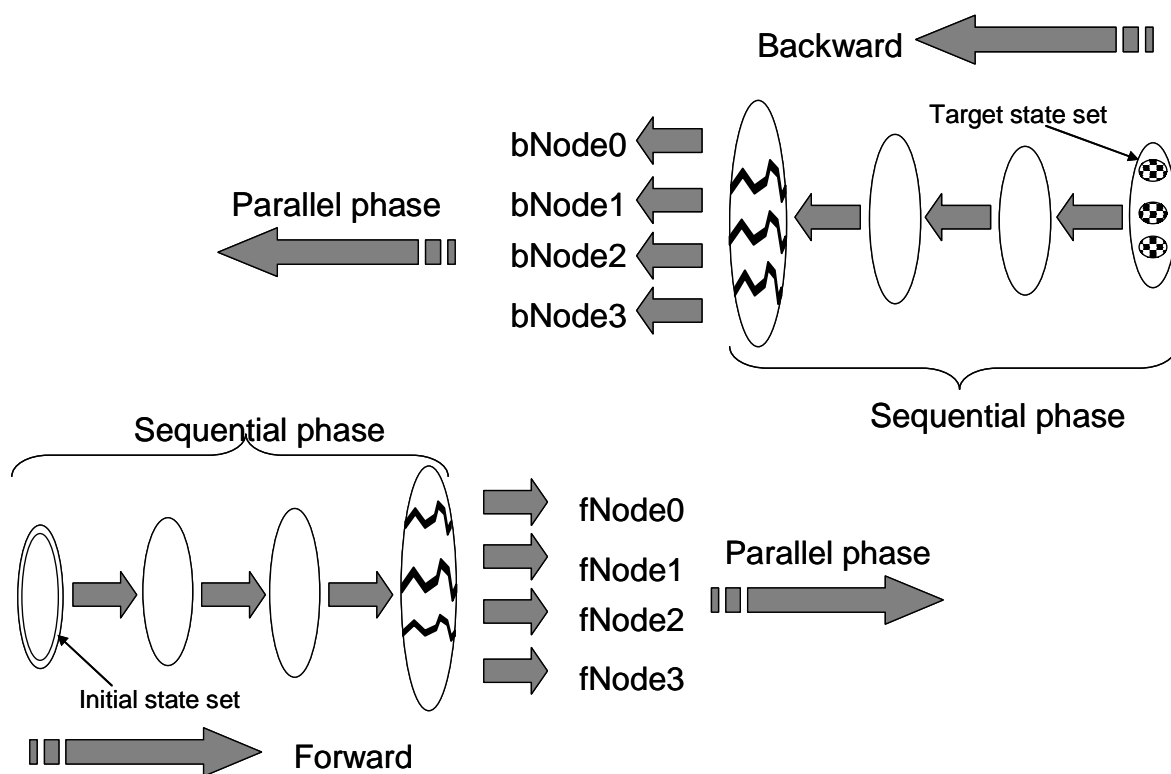 Backward
Target state set
bNode0
bNode1
Parallel phase
bNode2
bNode3
Sequential phase
Sequential phase
fNode0
fNode1
Parallel phase
fNode2
fNode3
Initial state set
Forward